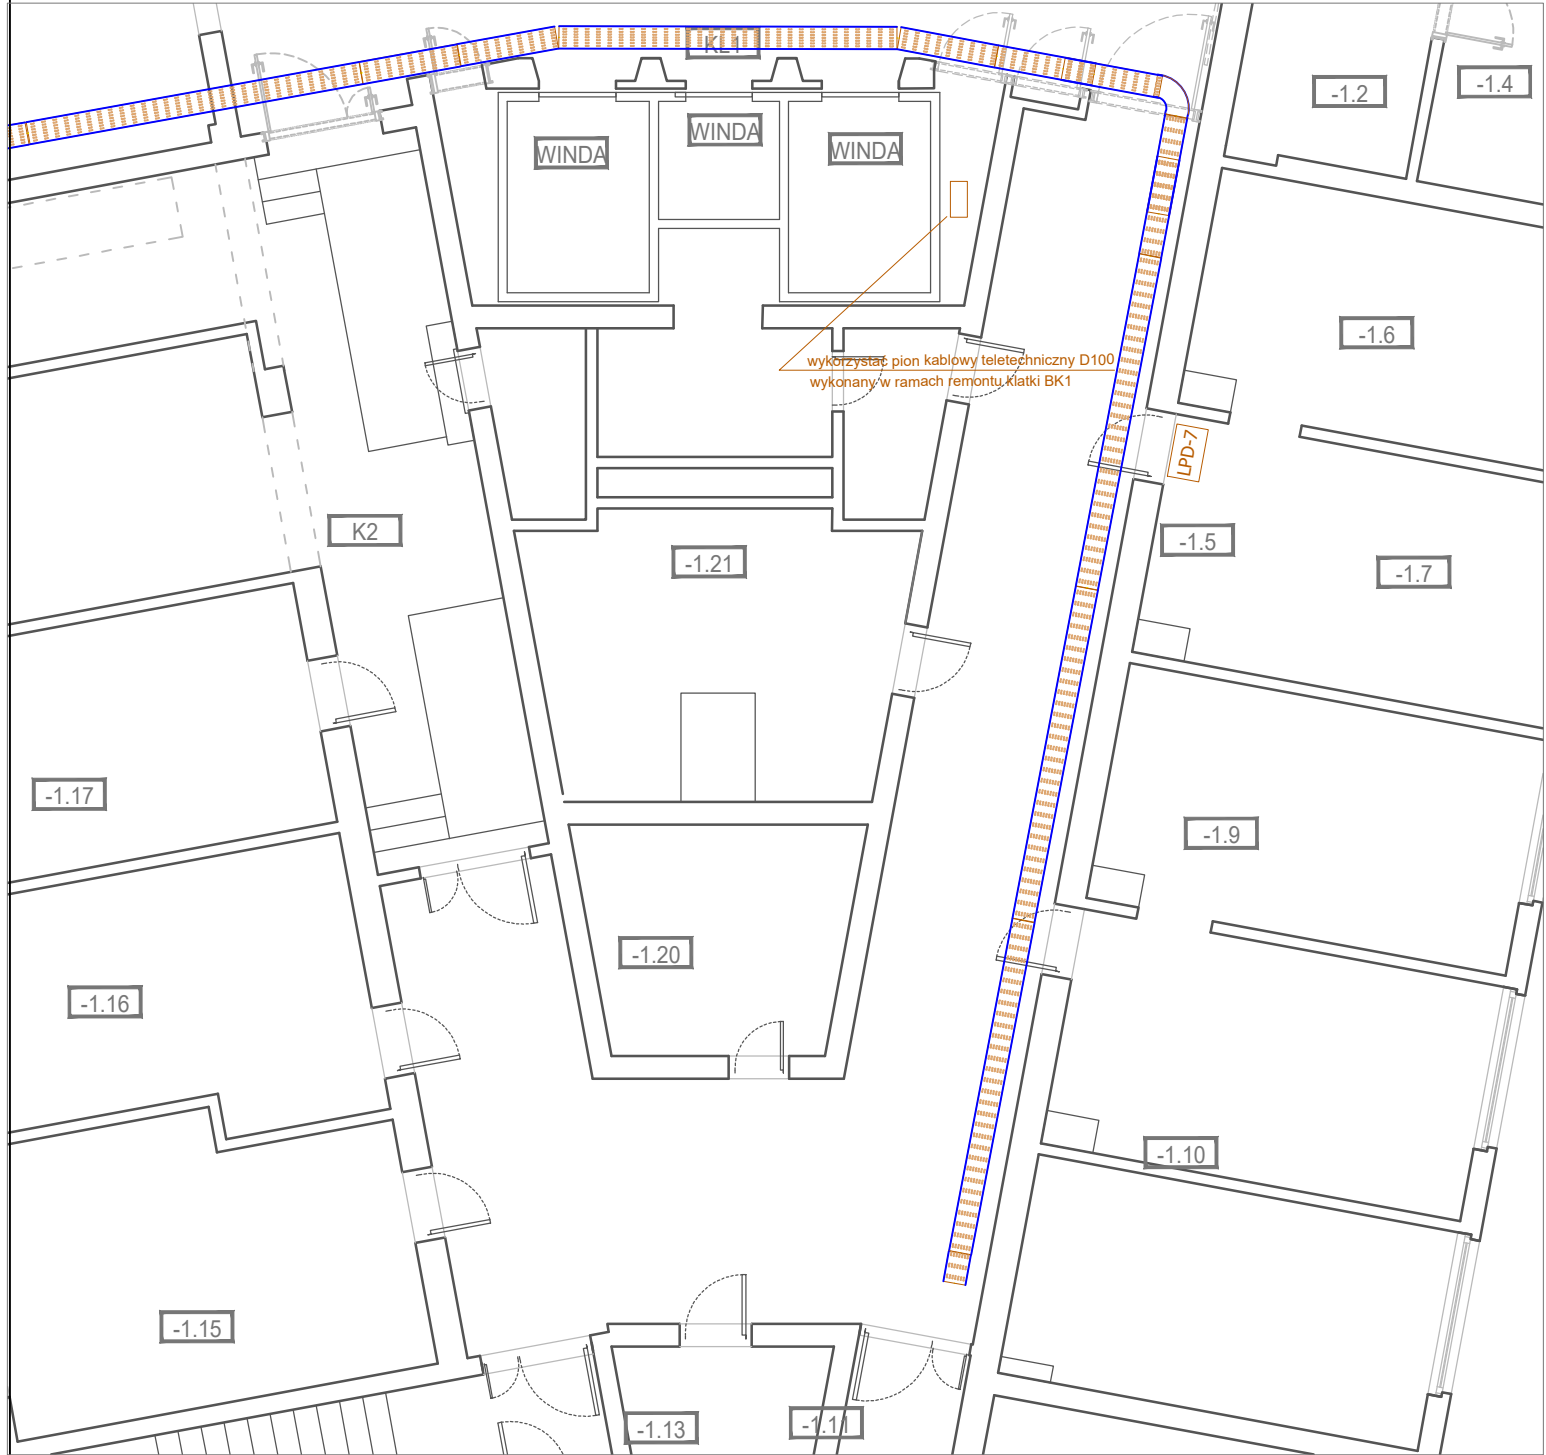 KL1
-1.2
-1.4
WINDA
WINDA
WINDA
-1.6
wykorzystać pion kablowy teletechniczny D100
wykonany w ramach remontu klatki BK1
LPD-7
K2
-1.5
-1.21
-1.7
-1.17
-1.9
-1.20
-1.16
-1.10
-1.15
-1.13
-1.11